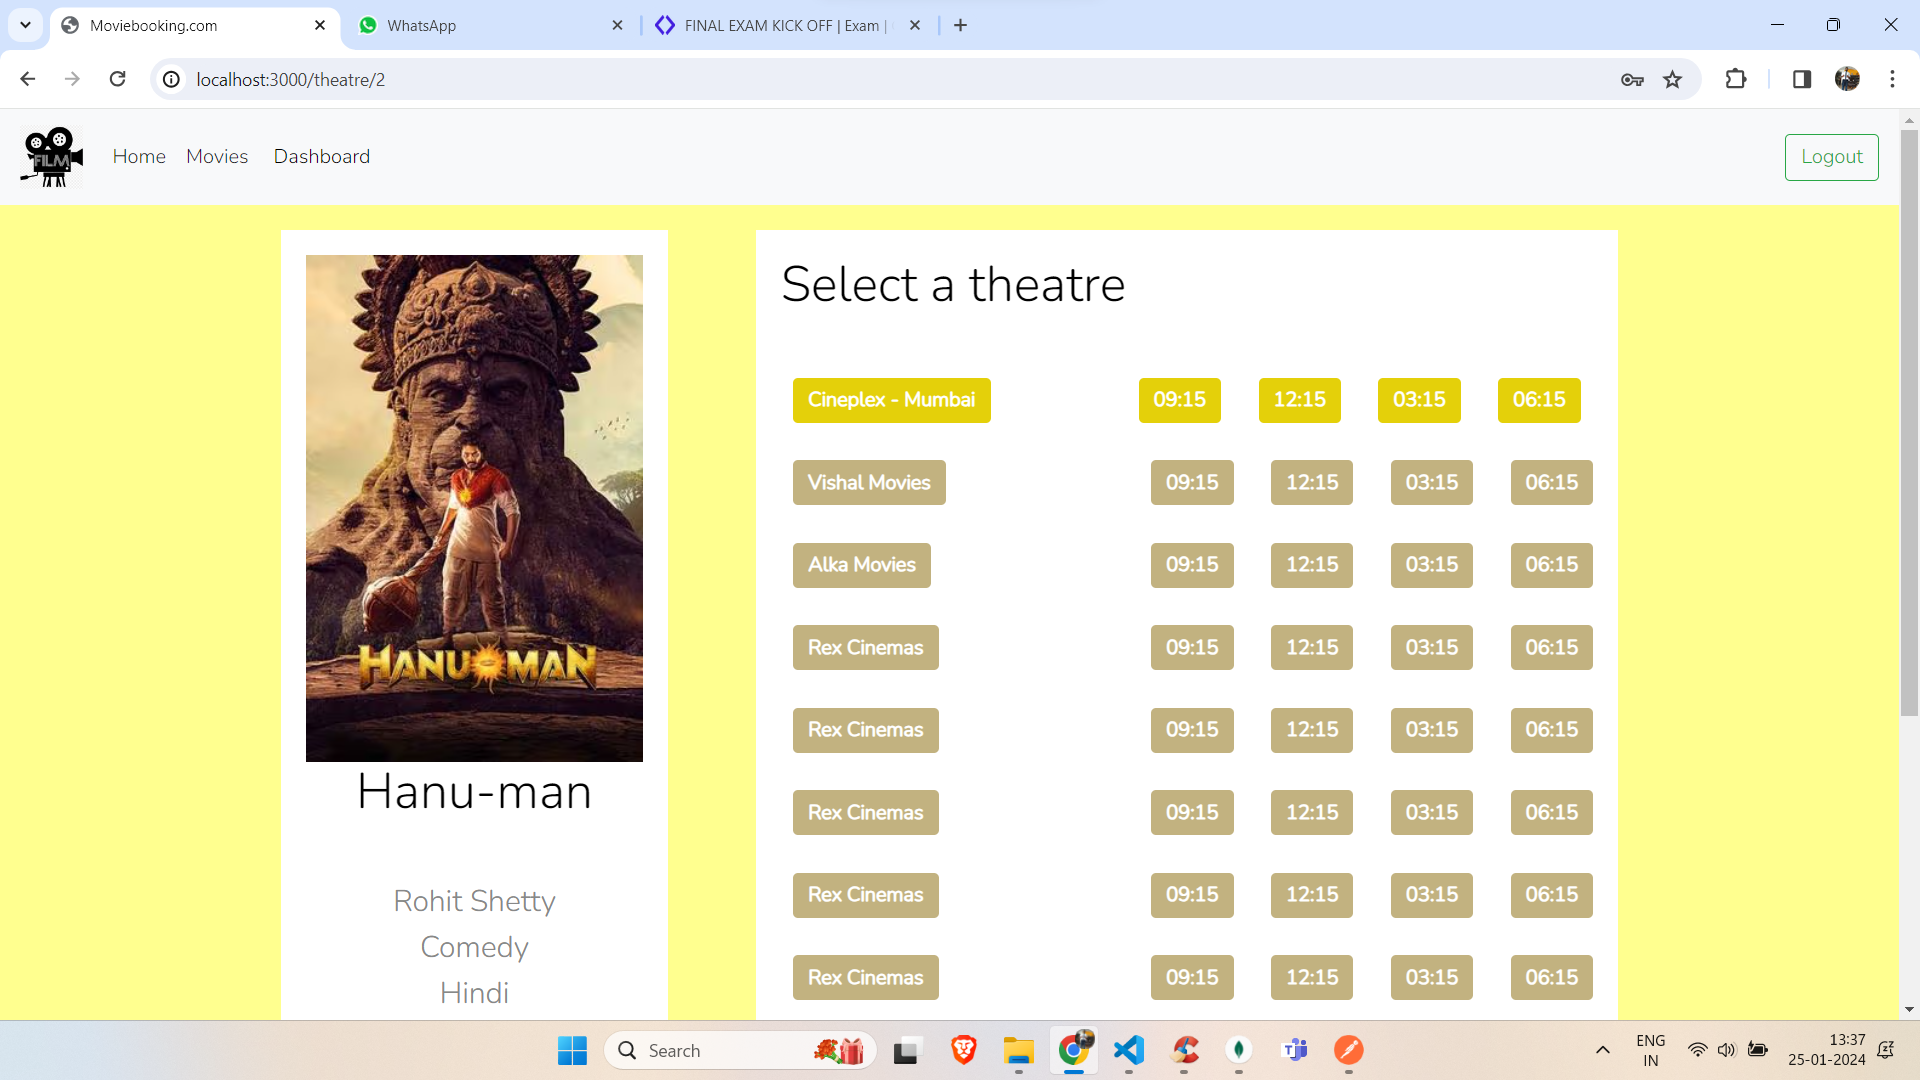 Moviebooking.com
WhatsApp
FINAL EXAM KICK OFF | Exam |
localhost:3000/theatre/2
FILM
Home Movies Dashboard
Logout
HANU-MAN
Hanu-man
Rohit Shetty
Comedy
Hindi
Select a theatre
Cineplex - Mumbai 09:15 12:15 03:15 06:15
Vishal Movies 09:15 12:15 03:15 06:15
Alka Movies 09:15 12:15 03:15 06:15
Rex Cinemas 09:15 12:15 03:15 06:15
Rex Cinemas 09:15 12:15 03:15 06:15
Rex Cinemas 09:15 12:15 03:15 06:15
Rex Cinemas 09:15 12:15 03:15 06:15
Rex Cinemas 09:15 12:15 03:15 06:15
Search
ENG
IN
13:37
25-01-2024